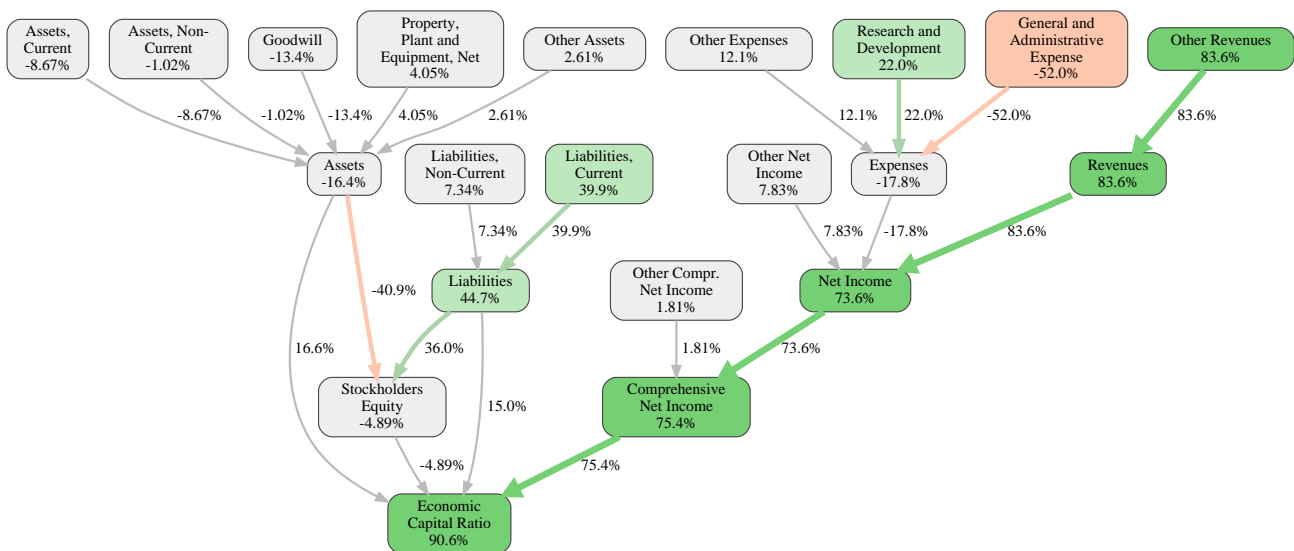 Assets,
Current
-8.67%
Assets, Non-
Current
-1.02%
Goodwill
-13.4%
Property,
Plant and
Equipment, Net
4.05%
Other Assets
2.61%
Other Expenses
12.1%
Research and
Development
22.0%
General and
Administrative
Expense
-52.0%
Other Revenues
83.6%
-8.67%
-1.02%
-13.4%
4.05%
2.61%
12.1%
22.0%
-52.0%
83.6%
Assets
-16.4%
Liabilities,
Non-Current
7.34%
Liabilities,
Current
39.9%
Other Net
Income
7.83%
Expenses
-17.8%
Revenues
83.6%
7.34%
39.9%
7.83%
-17.8%
83.6%
-40.9%
Liabilities
44.7%
Other Compr.
Net Income
1.81%
Net Income
73.6%
16.6%
36.0%
1.81%
73.6%
Stockholders
Equity
-4.89%
15.0%
Comprehensive
Net Income
75.4%
-4.89%
75.4%
Economic
Capital Ratio
90.6%